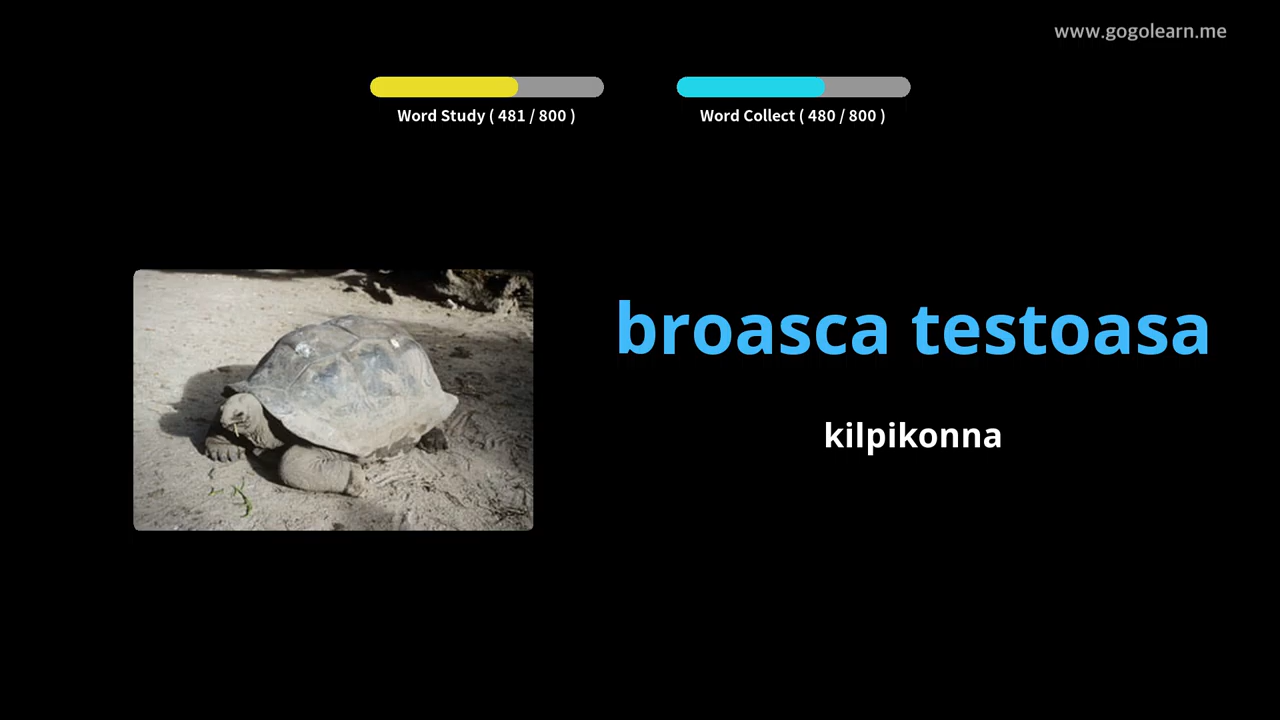 www.gogolearn.me
Word Study ( 481 / 800 )
Word Collect ( 480 / 800 )
broasca testoasa
kilpikonna